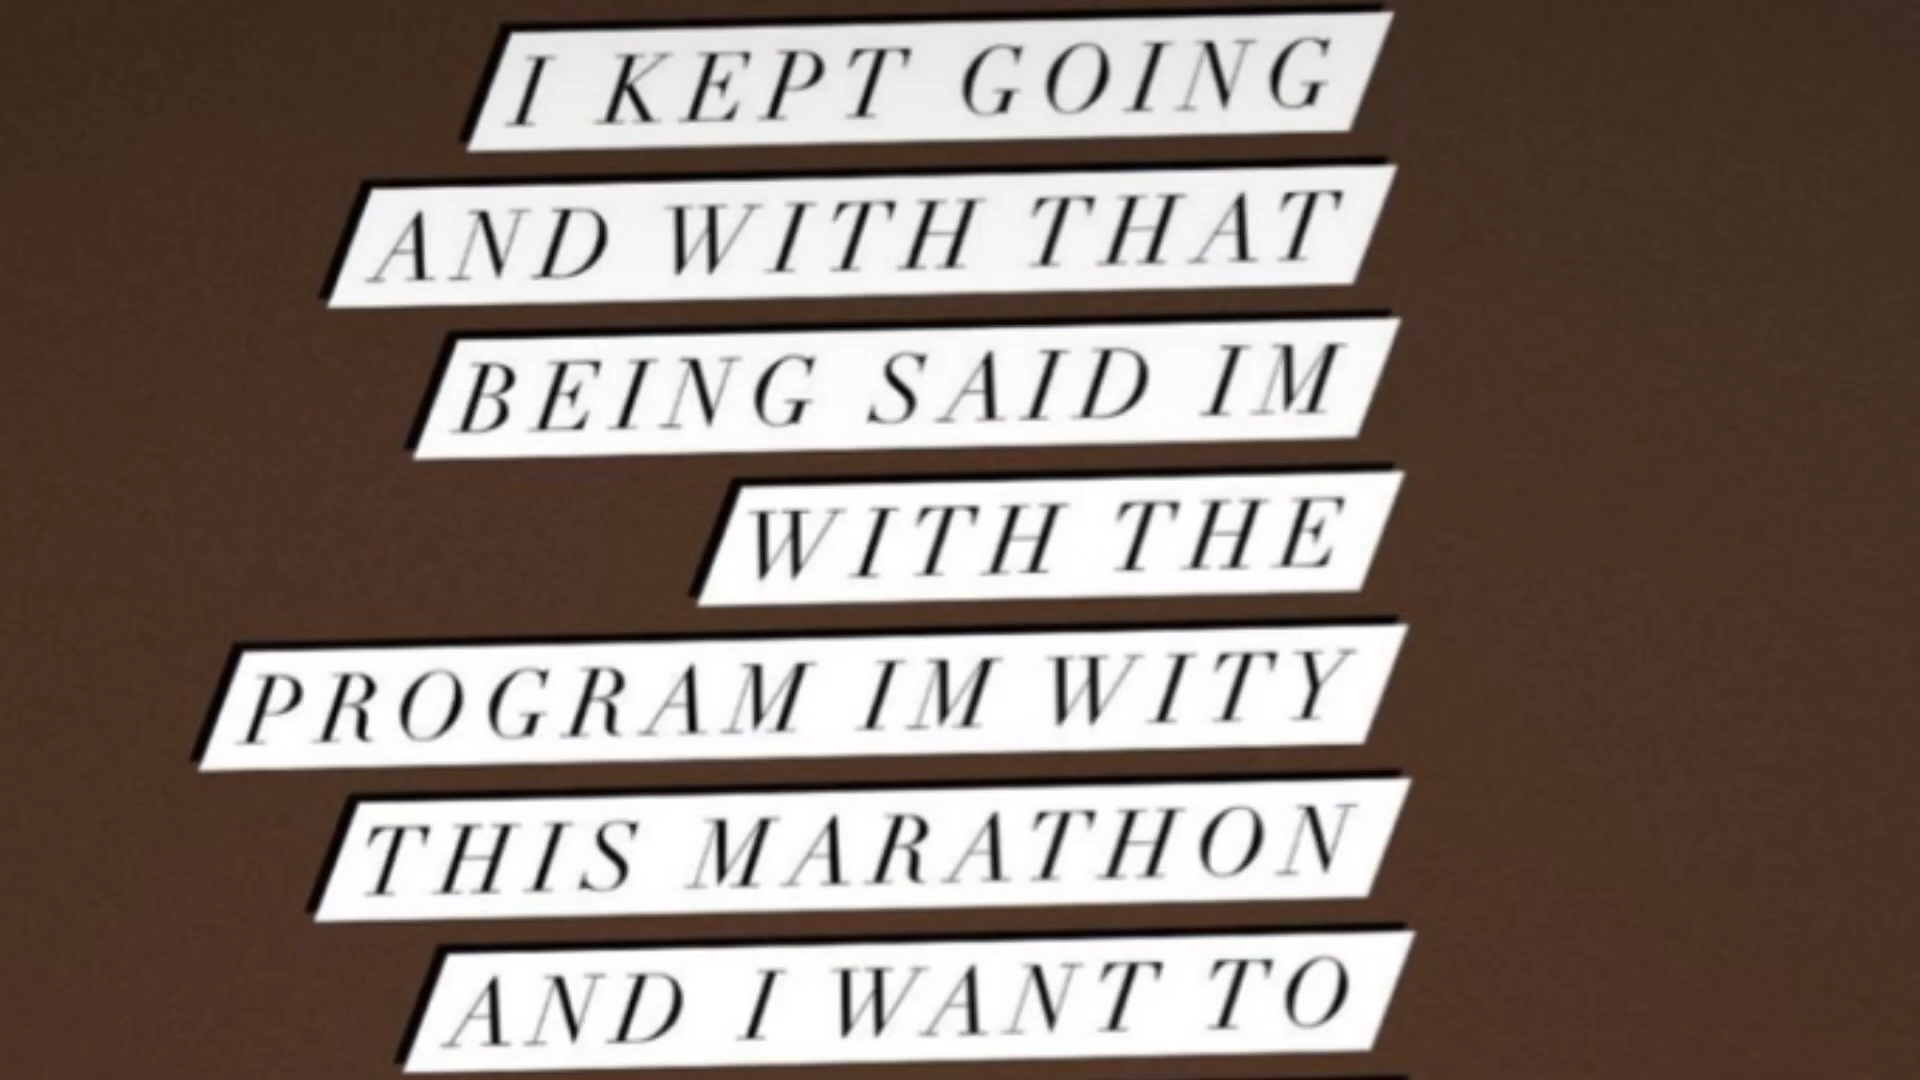 I KEPT GOING
AND WITH THAT
BEING SAID IM
WITH THE
PROGRAM IM WITY
THIS MARATHON
AND I WANT TO